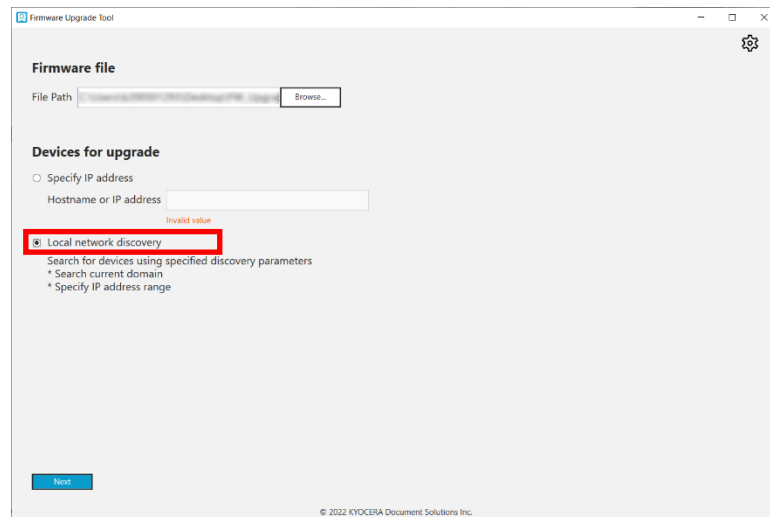 Firmware Upgrade Tool
Firmware file
File Path
Browse...
Devices for upgrade
Specify IP address
Hostname or IP address
Invalid value
Local network discovery
Search for devices using specified discovery parameters
* Search current domain
* Specify IP address range
Next
© 2022 KYOCERA Document Solutions Inc.